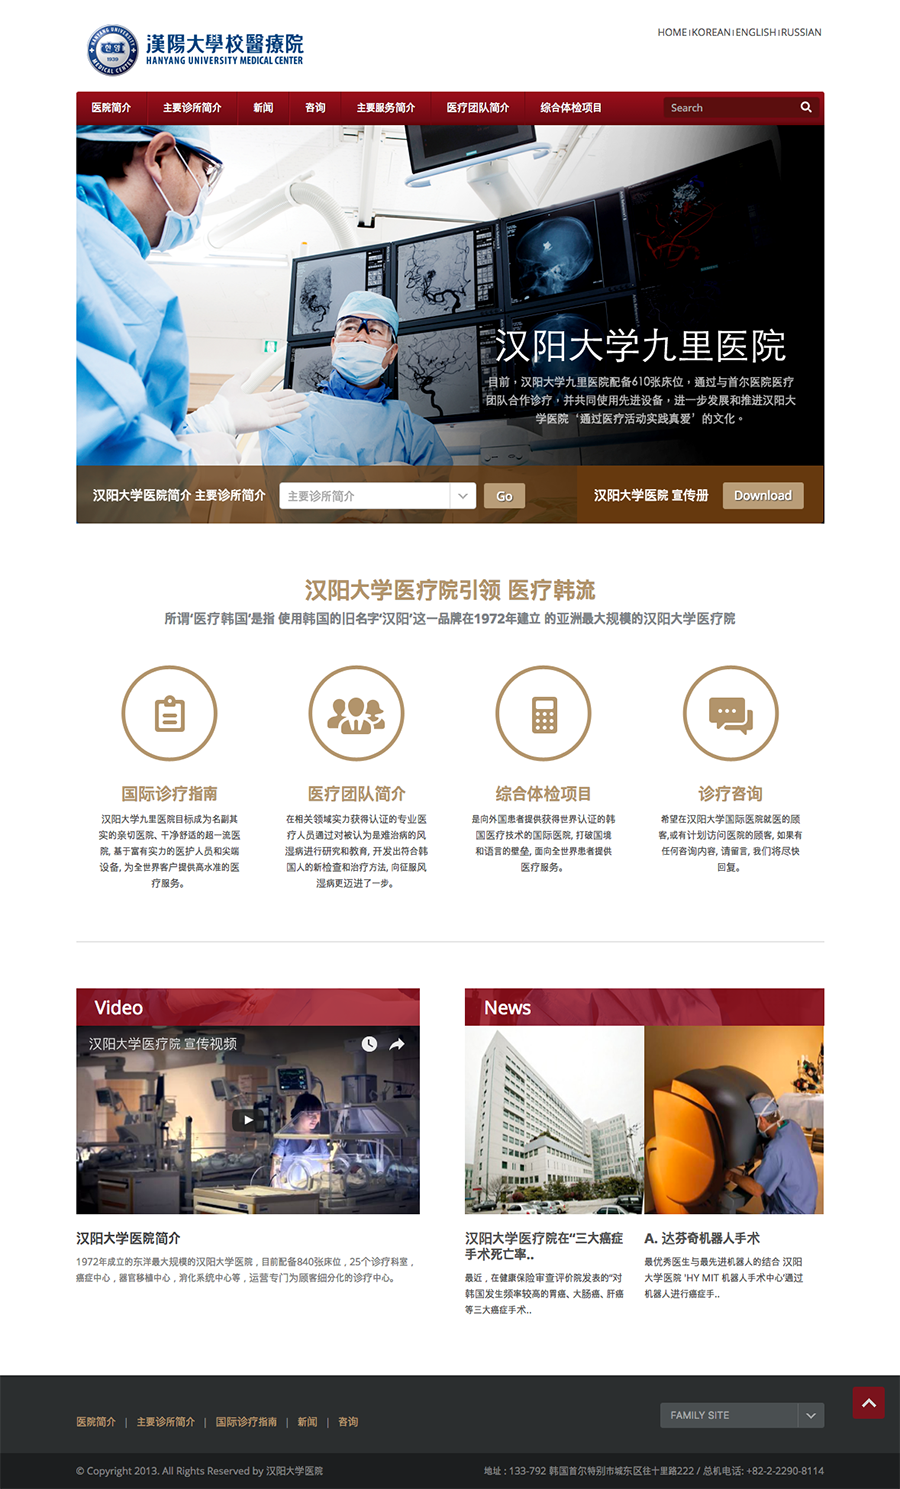 漢陽大學校醫療院
HANYANG UNIVERSITY MEDICAL CENTER
HANYANG UNIVERSITY
한양
1939
MEDICAL CENTER
HOME I KOREAN I ENGLISH I RUSSIAN
医院简介 主要诊所简介 新闻 咨询 主要服务简介 医疗团队简介 综合体检项目 Search
汉阳大学九里医院
目前，汉阳大学九里医院配备610张床位，通过与首尔医院医疗
团队合作诊疗，并共同使用先进设备，进一步发展和推进汉阳大
学医院‘通过医疗活动实践真爱’的文化。
汉阳大学医院简介 主要诊所简介 主要诊所简介 Go 汉阳大学医院 宣传册 Download
汉阳大学医疗院引领 医疗韩流
所谓‘医疗韩国’是指 使用韩国的旧名字‘汉阳’这一品牌在1972年建立 的亚洲最大规模的汉阳大学医疗院
国际诊疗指南
汉阳大学九里医院目标成为名副其
实的亲切医院、干净舒适的超一流医
院, 基于富有实力的医护人员和尖端
设备, 为全世界客户提供高水准的医
疗服务。
医疗团队简介
在相关领域实力获得认证的专业医
疗人员通过对被认为是难治病的风
湿病进行研究和教育, 开发出符合韩
国人的新检查和治疗方法, 向征服风
湿病更迈进了一步。
综合体检项目
是向外国患者提供获得世界认证的韩
国医疗技术的国际医院, 打破国境
和语言的壁垒, 面向全世界患者提供
医疗服务。
诊疗咨询
希望在汉阳大学国际医院就医的顾
客,或有计划访问医院的顾客, 如果有
任何咨询内容, 请留言, 我们将尽快
回复。
Video
汉阳大学医疗院 宣传视频
汉阳大学医院简介
1972年成立的东洋最大规模的汉阳大学医院，目前配备840张床位，25个诊疗科室，
癌症中心，器官移植中心，消化系统中心等，运营专门为顾客细分化的诊疗中心。
News
汉阳大学医疗院在“三大癌症
手术死亡率..
最近，在健康保险审查评价院发表的“对
韩国发生频率较高的胃癌、大肠癌、肝癌
等三大癌症手术..
A. 达芬奇机器人手术
最优秀医生与最先进机器人的结合 汉阳
大学医院 'HY MIT 机器人手术中心'通过
机器人进行癌症手..
医院简介 | 主要诊所简介 | 国际诊疗指南 | 新闻 | 咨询
FAMILY SITE
© Copyright 2013. All Rights Reserved by 汉阳大学医院
地址 : 133-792 韩国首尔特别市城东区往十里路222 / 总机电话: +82-2-2290-8114